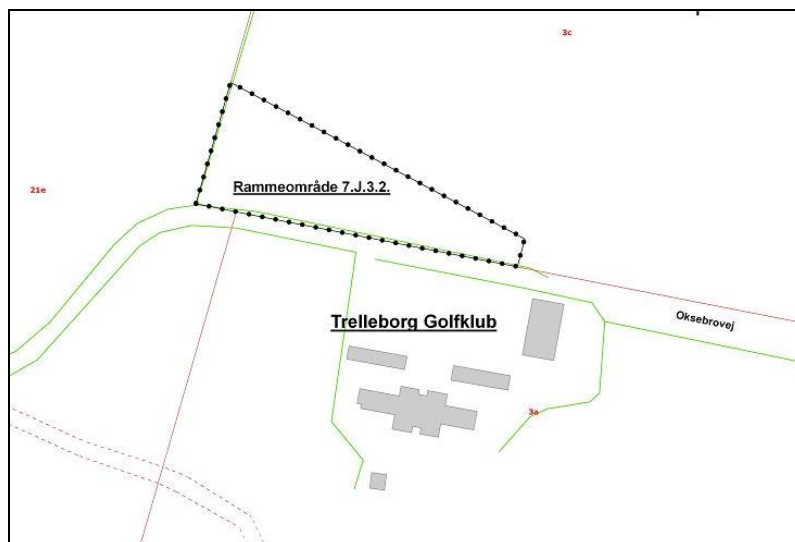 3c
Rammeområde 7.J.3.2.
21e
Trelleborg Golfklub
Oksebrovej
3a